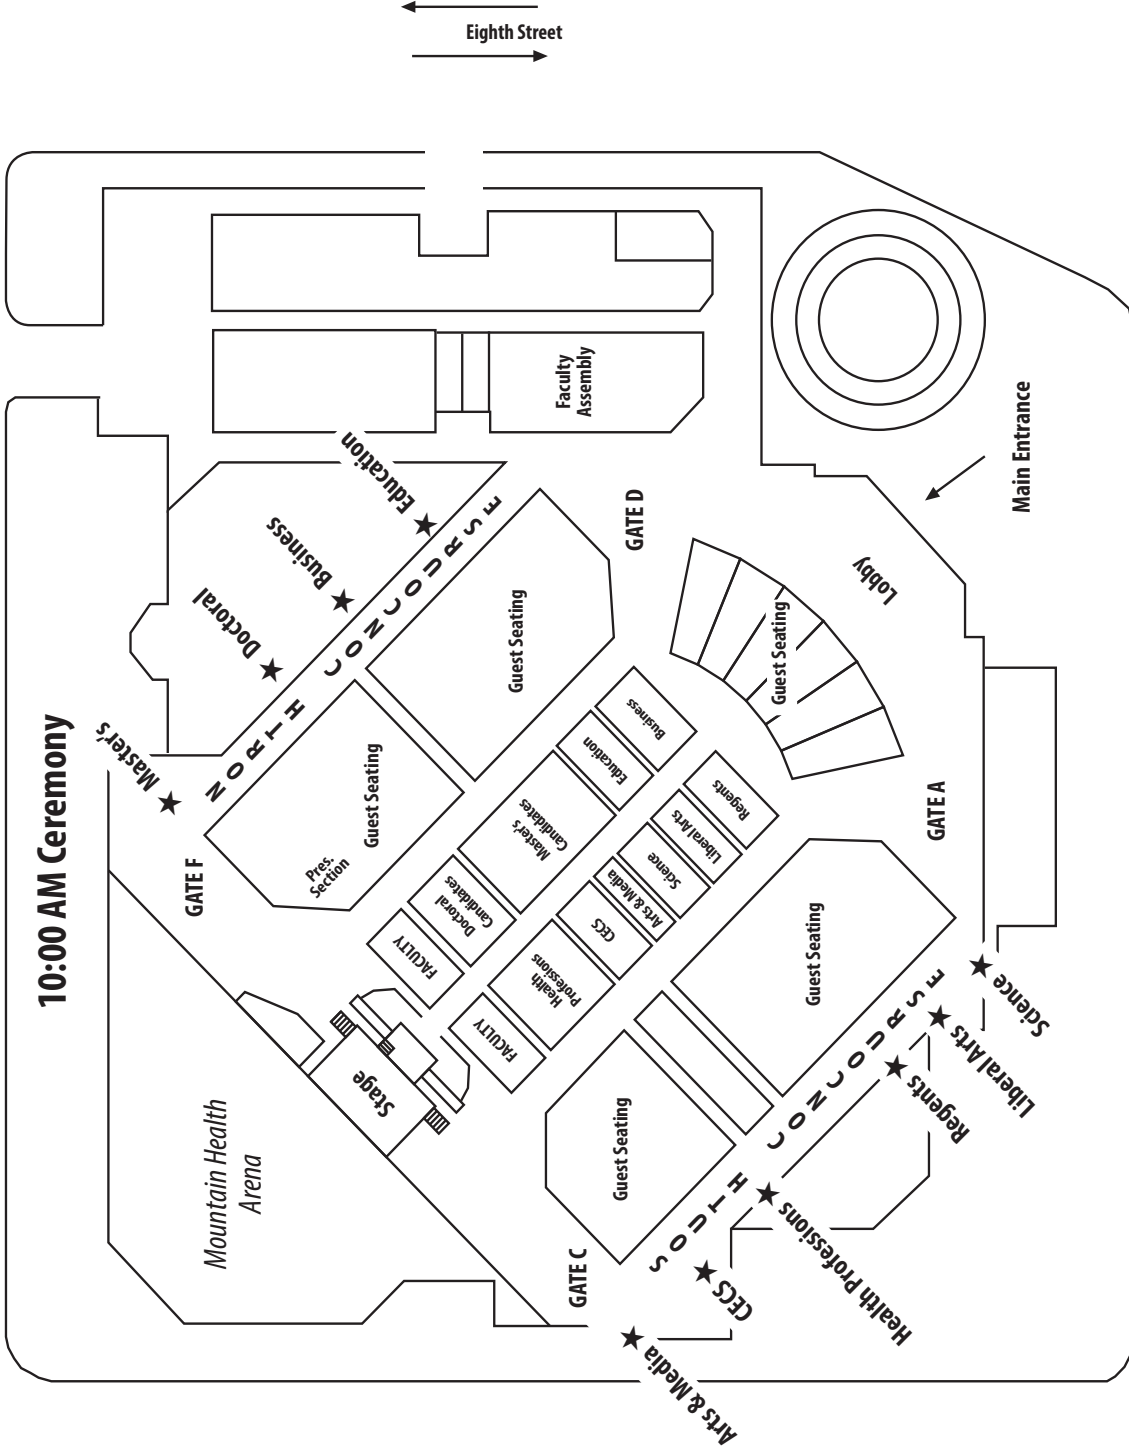 10:00 AM Ceremony
Eighth Street
Mountain Health
Arena
GATE F
Master's
Doctoral
Business
Education
NORTH CONCOURSE
Faculty
Assembly
Pres.
Section
Guest Seating
Guest Seating
GATE D
Stage
FACULTY
Doctoral
Candidates
Master's
Candidates
Education
Business
FACULTY
Health
Professions
CECS
Arts & Media
Science
Liberal Arts
Regents
Guest Seating
Lobby
Main Entrance
GATE C
Guest Seating
Guest Seating
GATE A
SOUTH CONCOURSE
Arts & Media
CECS
Health Professions
Regents
Liberal Arts
Science